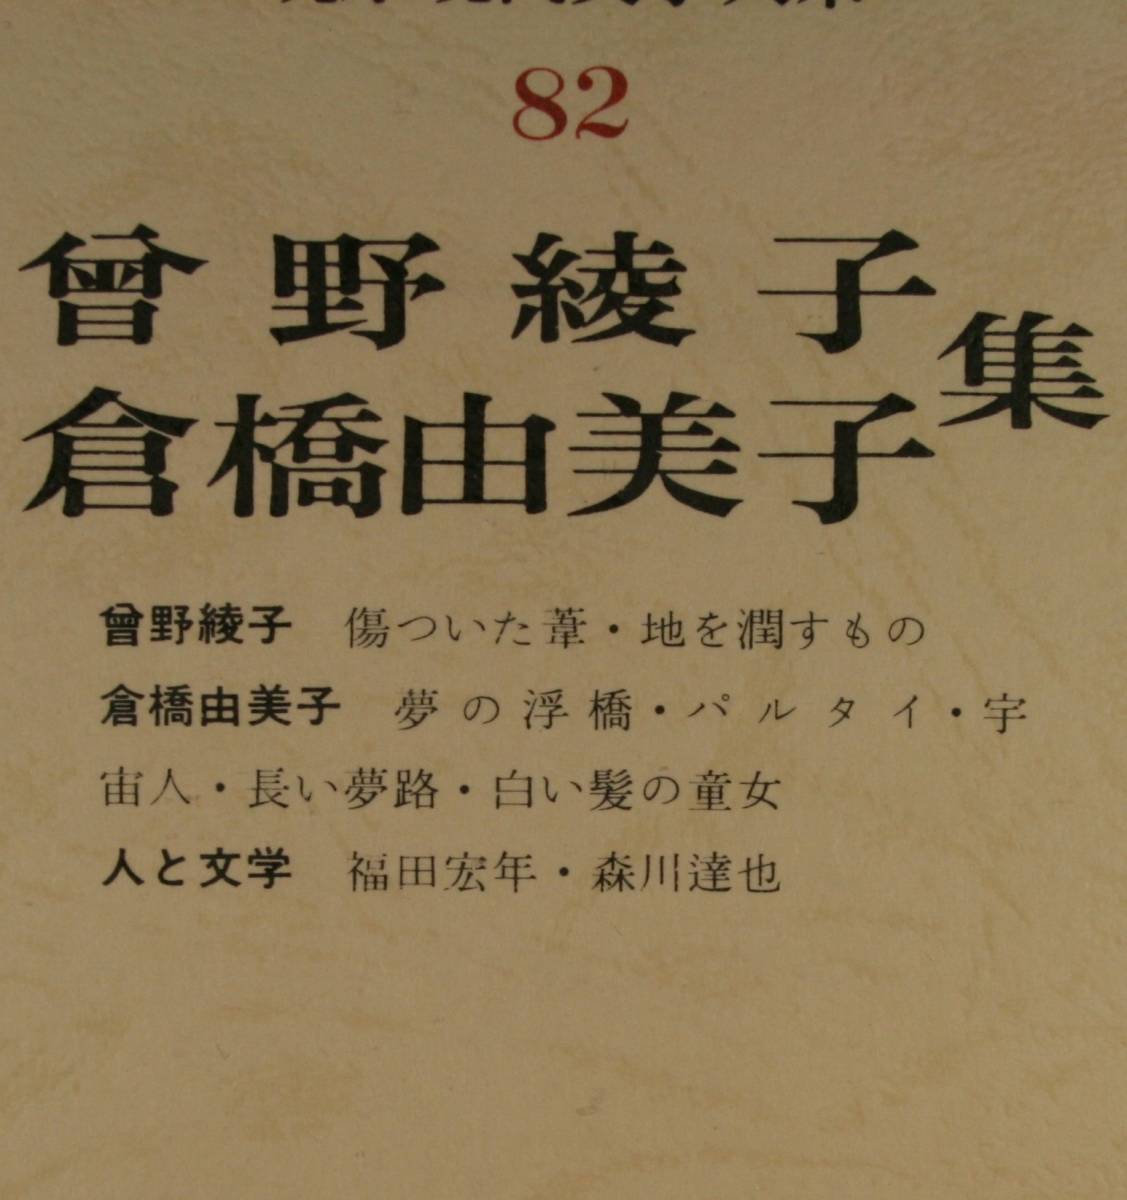 82
曾野綾子
集
倉橋由美子
曾野綾子 傷ついた葦・地を潤すもの
倉橋由美子 夢の浮橋・パルタイ・宇
宙人・長い夢路・白い髪の童女
人と文学 福田宏年・森川達也